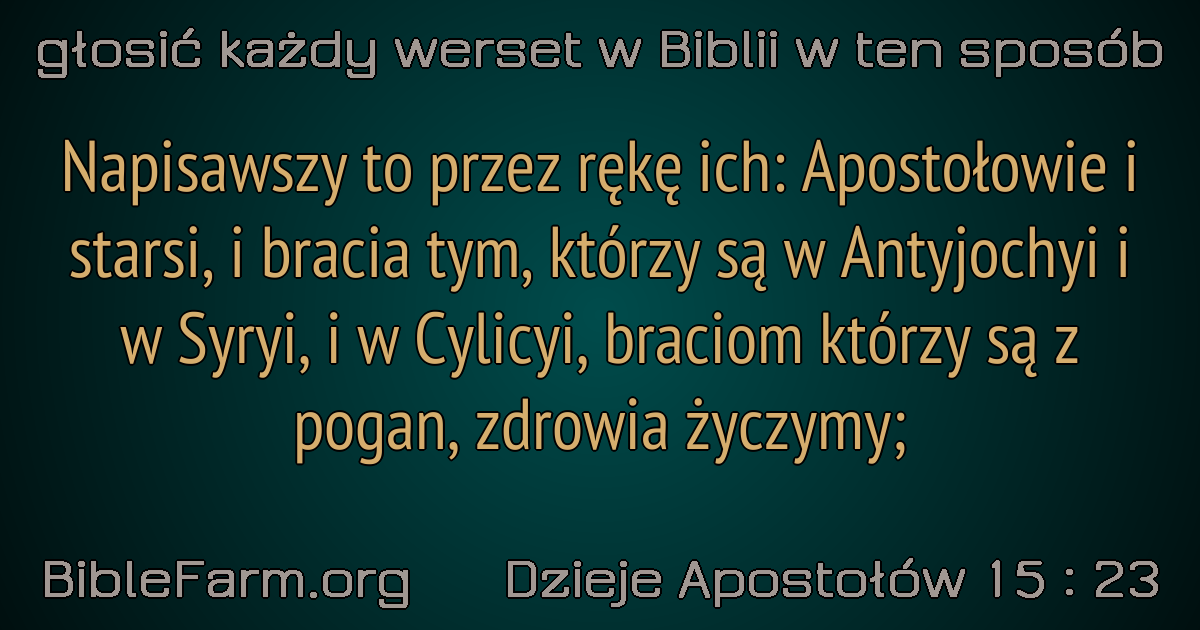 głosić każdy werset w Biblii w ten sposób
Napisawszy to przez rękę ich: Apostołowie i
starsi, i bracia tym, którzy są w Antyjochyi i
w Syryi, i w Cylicyi, braciom którzy są z
pogan, zdrowia życzymy;
BibleFarm.org Dzieje Apostołów 15 : 23